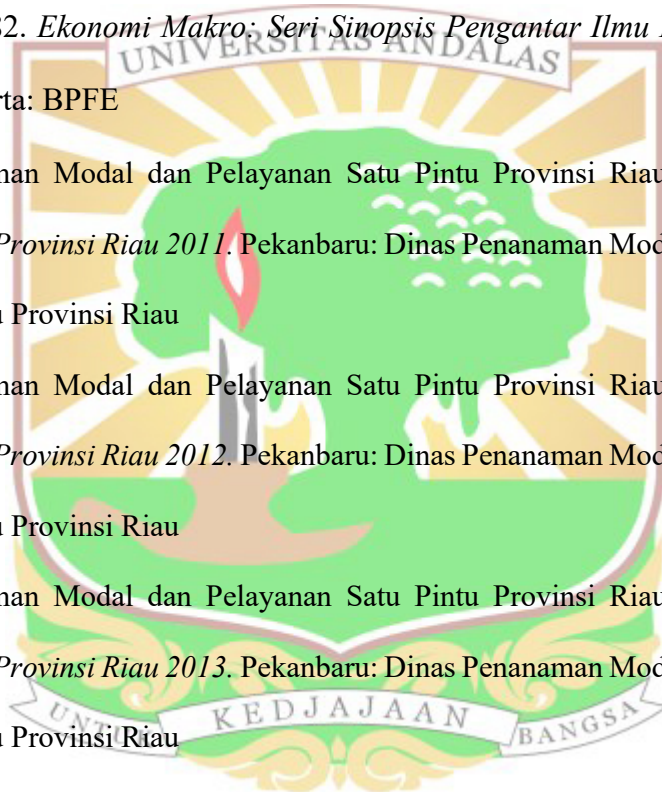 32. Ekonomi Makro: Seri Sinopsis Pengantar Ilmu
UNIVERSITAS ANDALAS
rta: BPFE
nan Modal dan Pelayanan Satu Pintu Provinsi Riau
Provinsi Riau 2011. Pekanbaru: Dinas Penanaman Mod
u Provinsi Riau
nan Modal dan Pelayanan Satu Pintu Provinsi Riau
Provinsi Riau 2012. Pekanbaru: Dinas Penanaman Mod
u Provinsi Riau
nan Modal dan Pelayanan Satu Pintu Provinsi Riau
Provinsi Riau 2013. Pekanbaru: Dinas Penanaman Mod
UNTUK KEDJAJAAN BANGSA
u Provinsi Riau